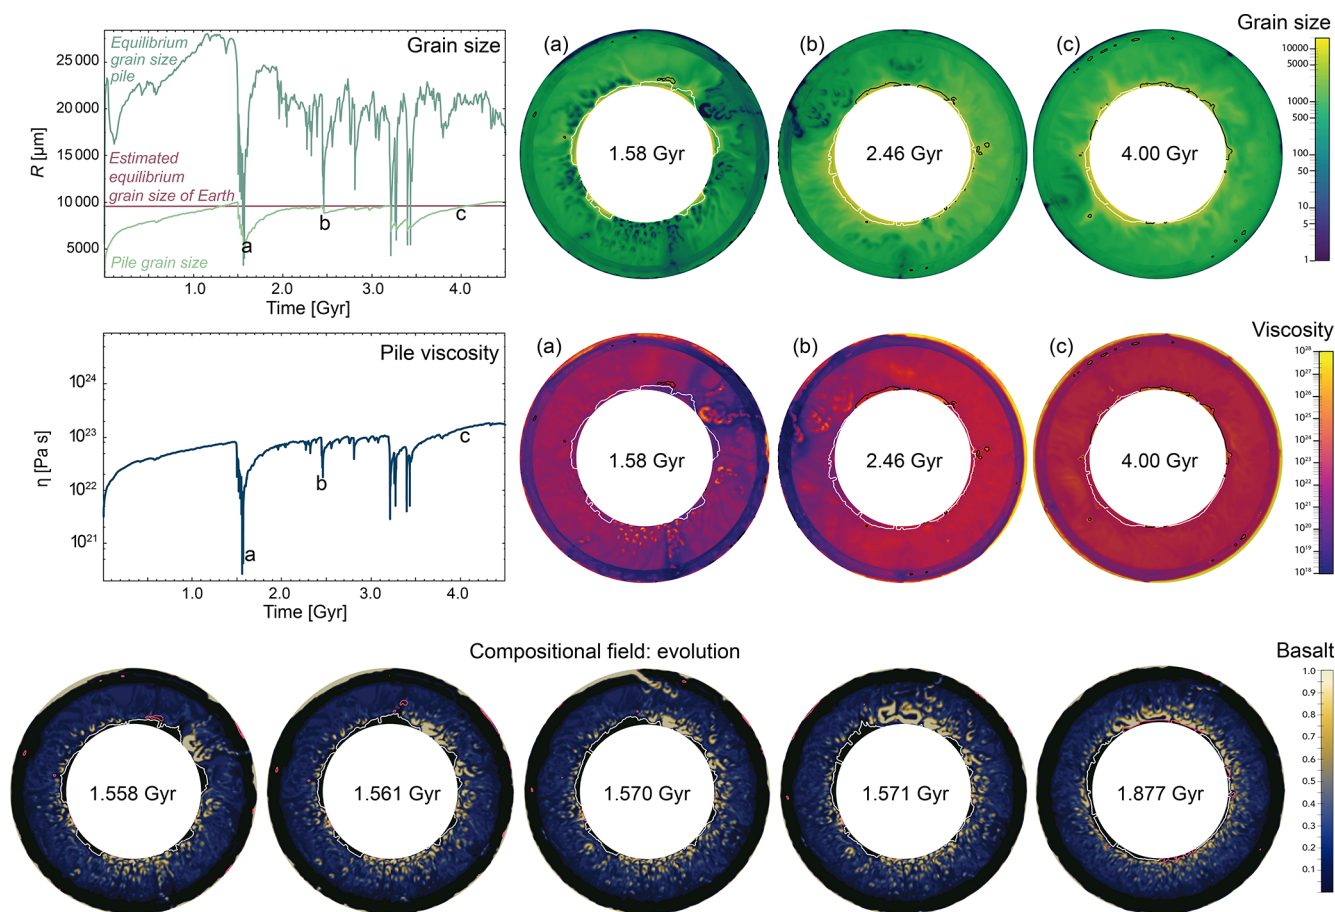 Grain size
Equilibrium
grain size
pile
Grain size
(a)
(b)
(c)
25 000
20 000
15 000
10 000
5000
R [µm]
Estimated
equilibrium
grain size of Earth
Pile grain size
a
b
c
1.0
2.0
3.0
4.0
Time [Gyr]
1.58 Gyr
2.46 Gyr
4.00 Gyr
10000
5000
1000
500
100
50
10
5
1
Viscosity
Pile viscosity
(a)
(b)
(c)
10²⁴
10²³
10²²
10²¹
η [Pa s]
a
b
c
1.0
2.0
3.0
4.0
Time [Gyr]
1.58 Gyr
2.46 Gyr
4.00 Gyr
10²⁸
10²⁷
10²⁶
10²⁵
10²⁴
10²³
10²²
10²¹
10²⁰
10¹⁹
10¹⁸
Compositional field: evolution
Basalt
1.558 Gyr
1.561 Gyr
1.570 Gyr
1.571 Gyr
1.877 Gyr
1.0
0.9
0.8
0.7
0.6
0.5
0.4
0.3
0.2
0.1